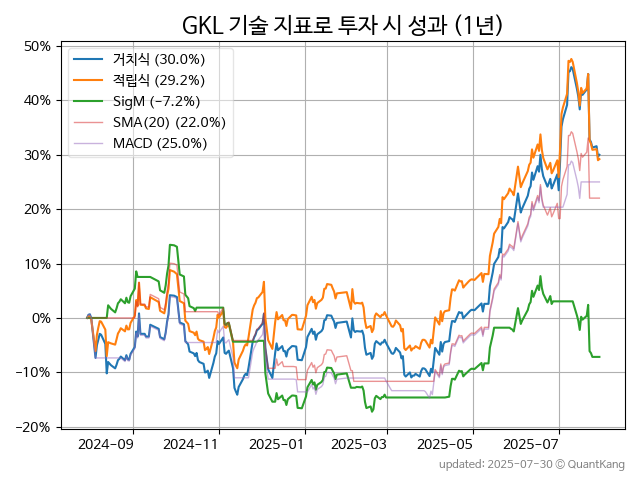 GKL 기술 지표로 투자 시 성과 (1년)
50%
40%
30%
20%
10%
0%
−10%
−20%
거치식 (30.0%)
적립식 (29.2%)
SigM (−7.2%)
SMA(20) (22.0%)
MACD (25.0%)
2024-09
2024-11
2025-01
2025-03
2025-05
2025-07
updated: 2025-07-30 © QuantKang